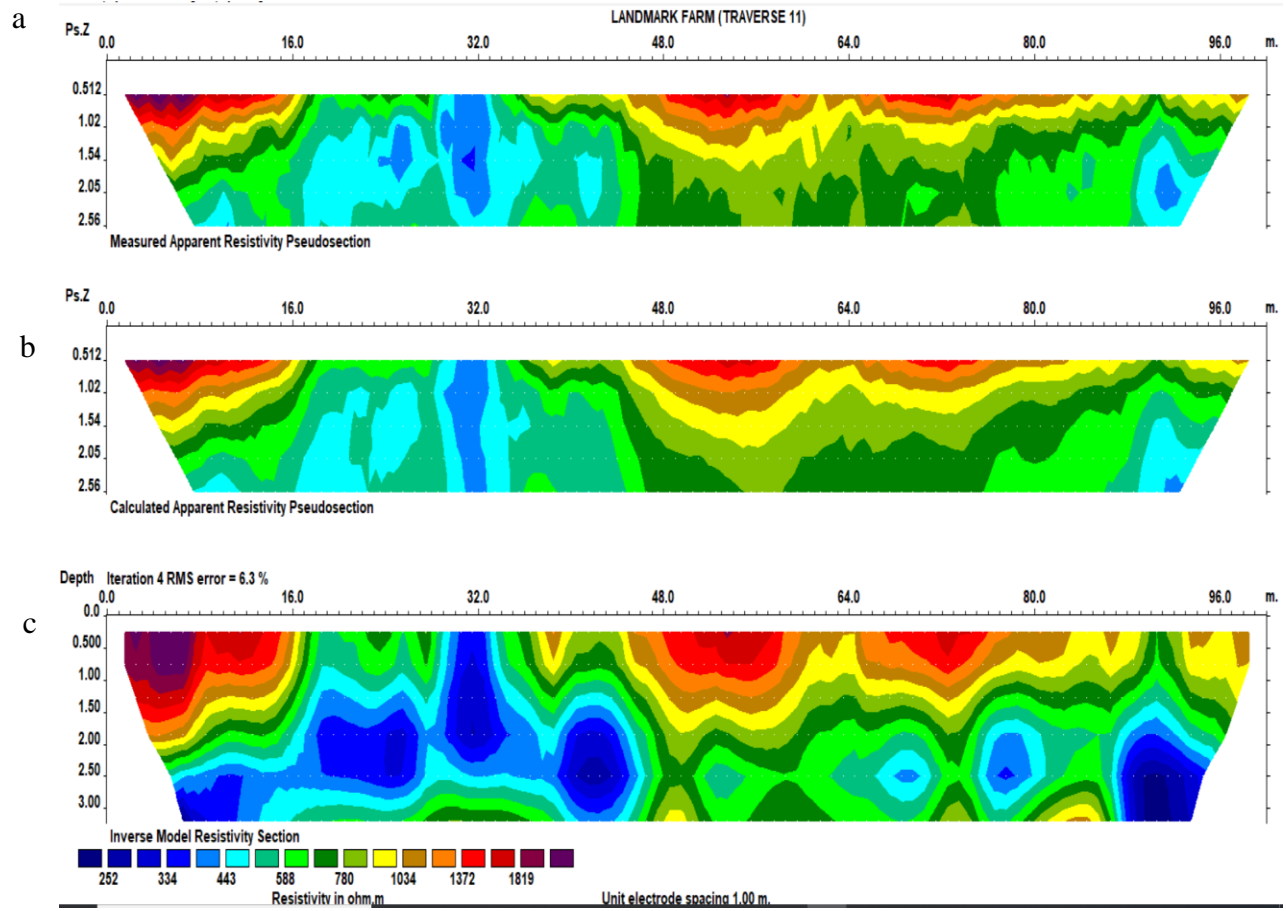 a
LANDMARK FARM (TRAVERSE 11)
Ps.Z 0.0 16.0 32.0 48.0 64.0 80.0 96.0 m.
0.512
1.02
1.54
2.05
2.56
Measured Apparent Resistivity Pseudosection
b
Ps.Z 0.0 16.0 32.0 48.0 64.0 80.0 96.0 m.
0.512
1.02
1.54
2.05
2.56
Calculated Apparent Resistivity Pseudosection
c
Depth Iteration 4 RMS error = 6.3 %
0.0 16.0 32.0 48.0 64.0 80.0 96.0 m.
0.0
0.500
1.00
1.50
2.00
2.50
3.00
Inverse Model Resistivity Section
252 334 443 588 780 1034 1372 1819
Resistivity in ohm.m Unit electrode spacing 1.00 m.